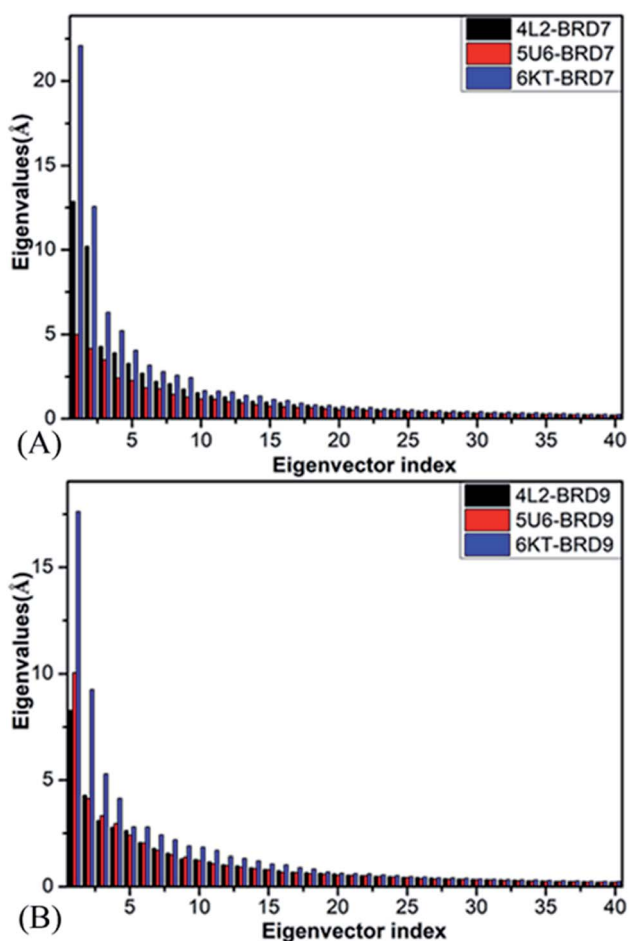 4L2-BRD7
5U6-BRD7
6KT-BRD7
Eigenvalues(Å)
20
15
10
5
0
5 10 15 20 25 30 35 40
(A)
Eigenvector index
4L2-BRD9
5U6-BRD9
6KT-BRD9
Eigenvalues(Å)
15
10
5
0
5 10 15 20 25 30 35 40
(B)
Eigenvector index